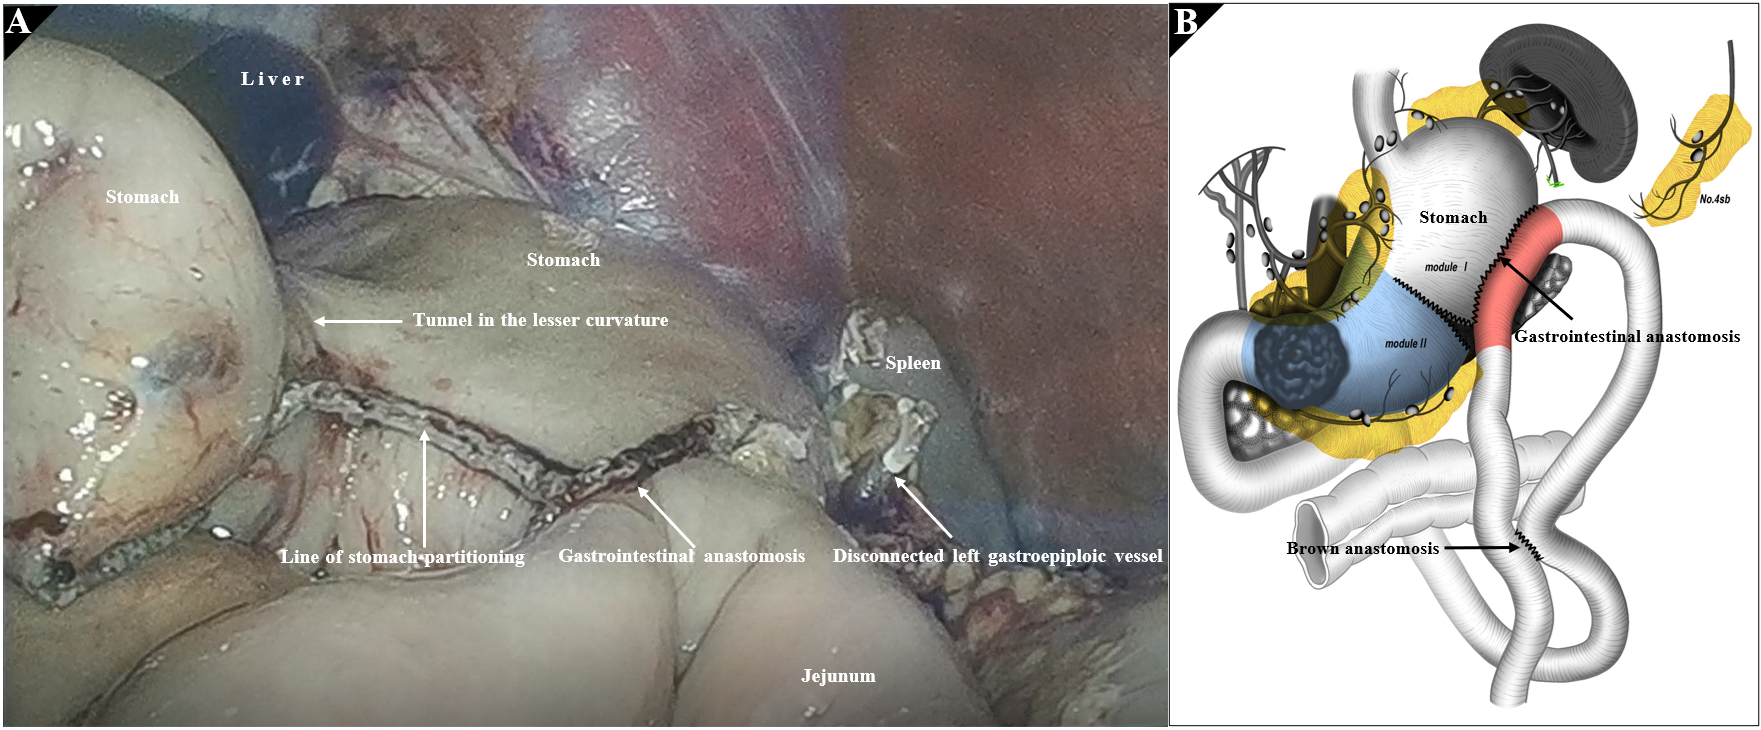 A
Liver
Stomach
Stomach
Tunnel in the lesser curvature
Spleen
Line of stomach partitioning
Gastrointestinal anastomosis
Disconnected left gastroepiploic vessel
Jejunum
B
No.4sb
Stomach
module I
module II
Gastrointestinal anastomosis
Brown anastomosis